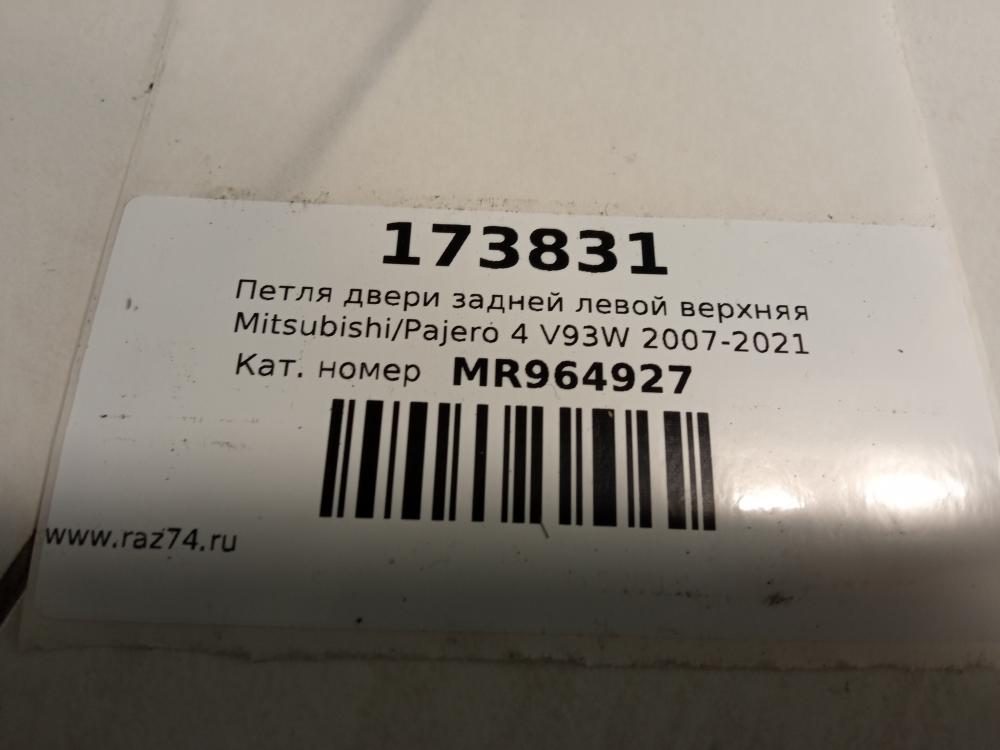 173831
Петля двери задней левой верхняя
Mitsubishi/Pajero 4 V93W 2007-2021
Кат. номер MR964927
www.raz74.ru